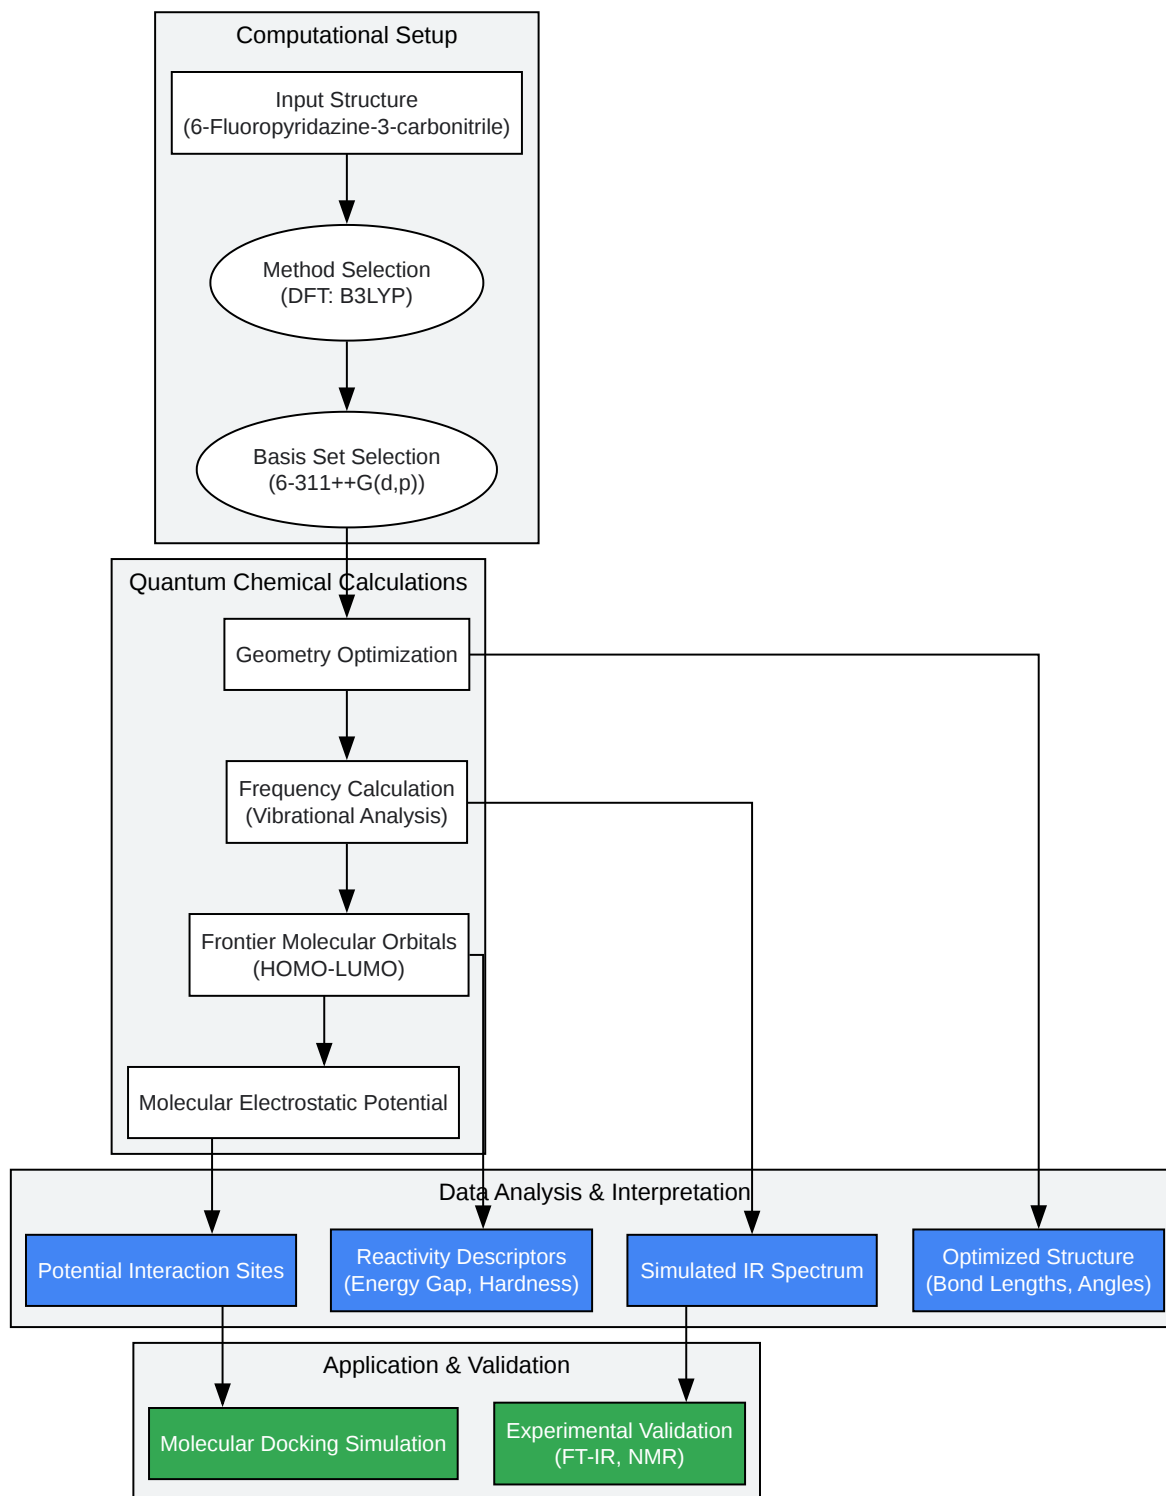 Computational Setup
Input Structure
(6-Fluoropyridazine-3-carbonitrile)
Method Selection
(DFT: B3LYP)
Basis Set Selection
(6-311++G(d,p))
Quantum Chemical Calculations
Geometry Optimization
Frequency Calculation
(Vibrational Analysis)
Frontier Molecular Orbitals
(HOMO-LUMO)
Molecular Electrostatic Potential
Data Analysis & Interpretation
Potential Interaction Sites
Reactivity Descriptors
(Energy Gap, Hardness)
Simulated IR Spectrum
Optimized Structure
(Bond Lengths, Angles)
Application & Validation
Molecular Docking Simulation
Experimental Validation
(FT-IR, NMR)